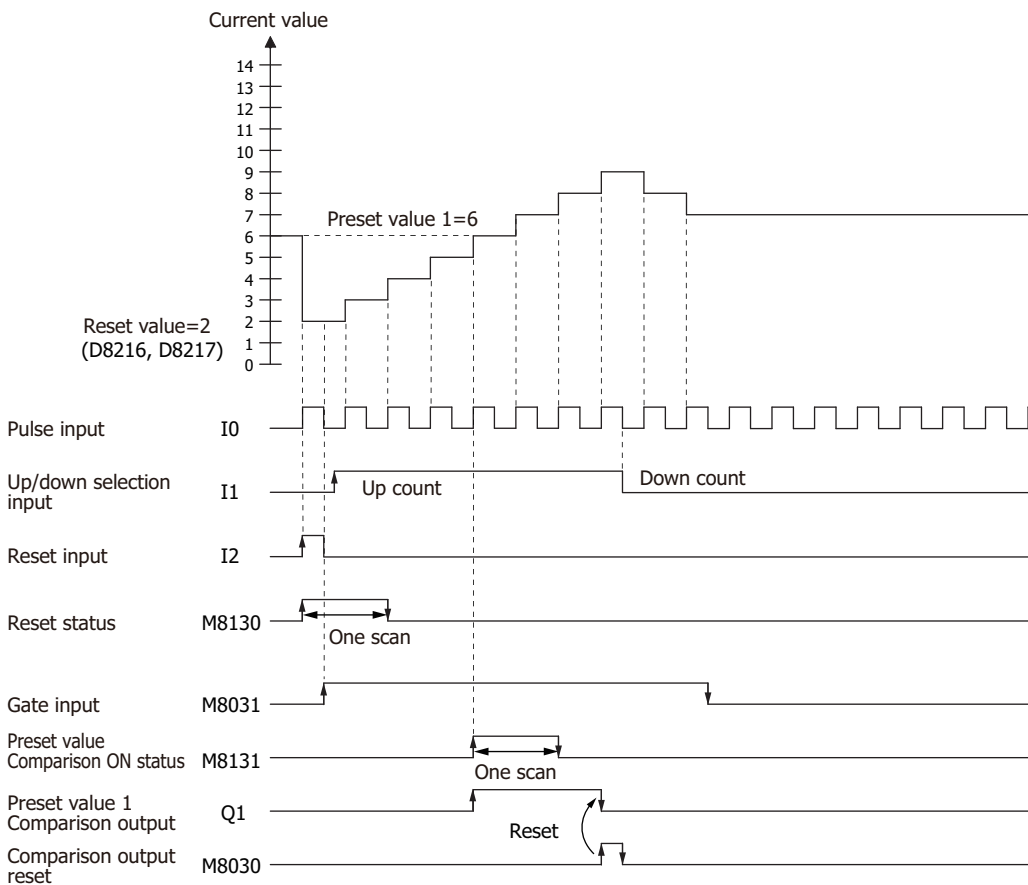 Current value
14
13
12
11
10
9
8
7
Preset value 1=6
6
5
4
3
2
Reset value=2
1
(D8216, D8217)
0
Pulse input I0
Up/down selection
input I1 Up count Down count
Reset input I2
Reset status M8130
One scan
Gate input M8031
Preset value
Comparison ON status M8131
One scan
Preset value 1
Comparison output Q1
Reset
Comparison output
reset M8030